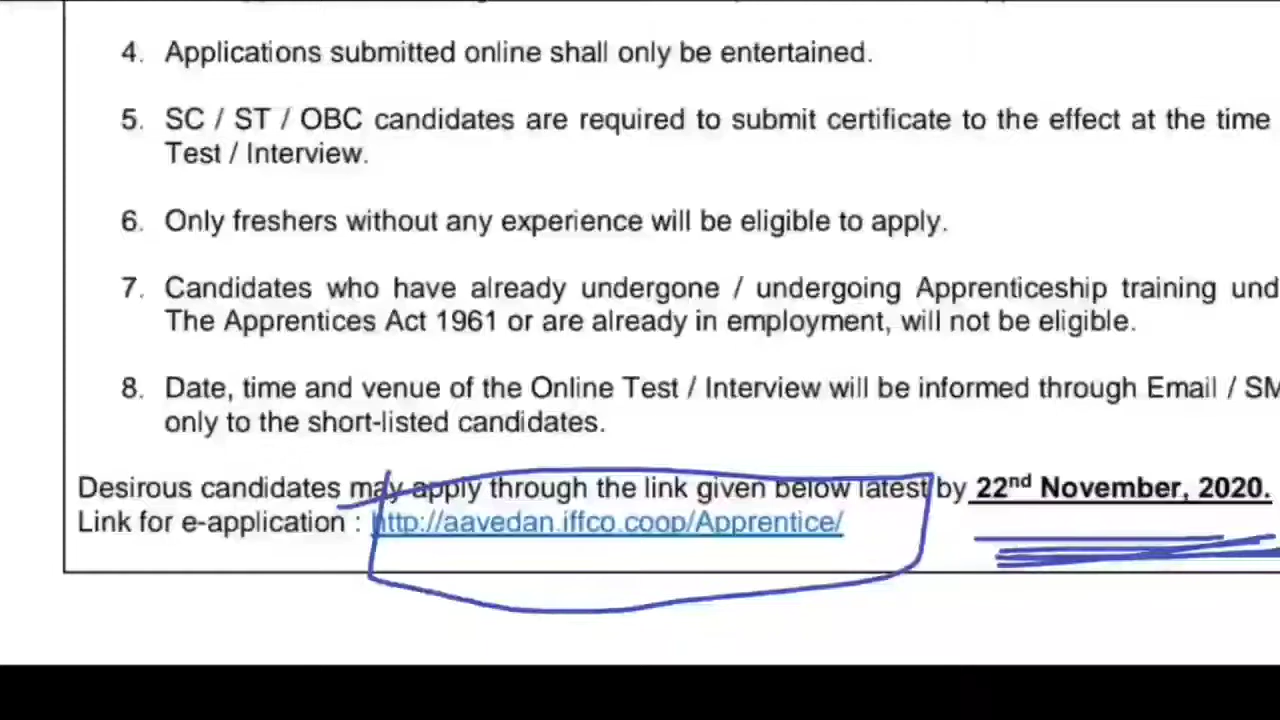 4. Applications submitted online shall only be entertained.
5. SC / ST / OBC candidates are required to submit certificate to the effect at the time
Test / Interview.
6. Only freshers without any experience will be eligible to apply.
7. Candidates who have already undergone / undergoing Apprenticeship training und
The Apprentices Act 1961 or are already in employment, will not be eligible.
8. Date, time and venue of the Online Test / Interview will be informed through Email / SM
only to the short-listed candidates.
Desirous candidates may apply through the link given below latest by 22nd November, 2020.
Link for e-application : http://aavedan.iffco.coop/Apprentice/